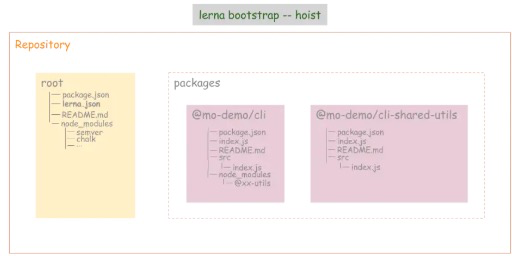 lerna bootstrap -- hoist
Repository
root
package.json
lerna.json
README.md
node_modules
semver
chalk
packages
@mo-demo/cli
package.json
index.js
README.md
src
index.js
node_modules
@xx-utils
@mo-demo/cli-shared-utils
package.json
index.js
README.md
src
index.js